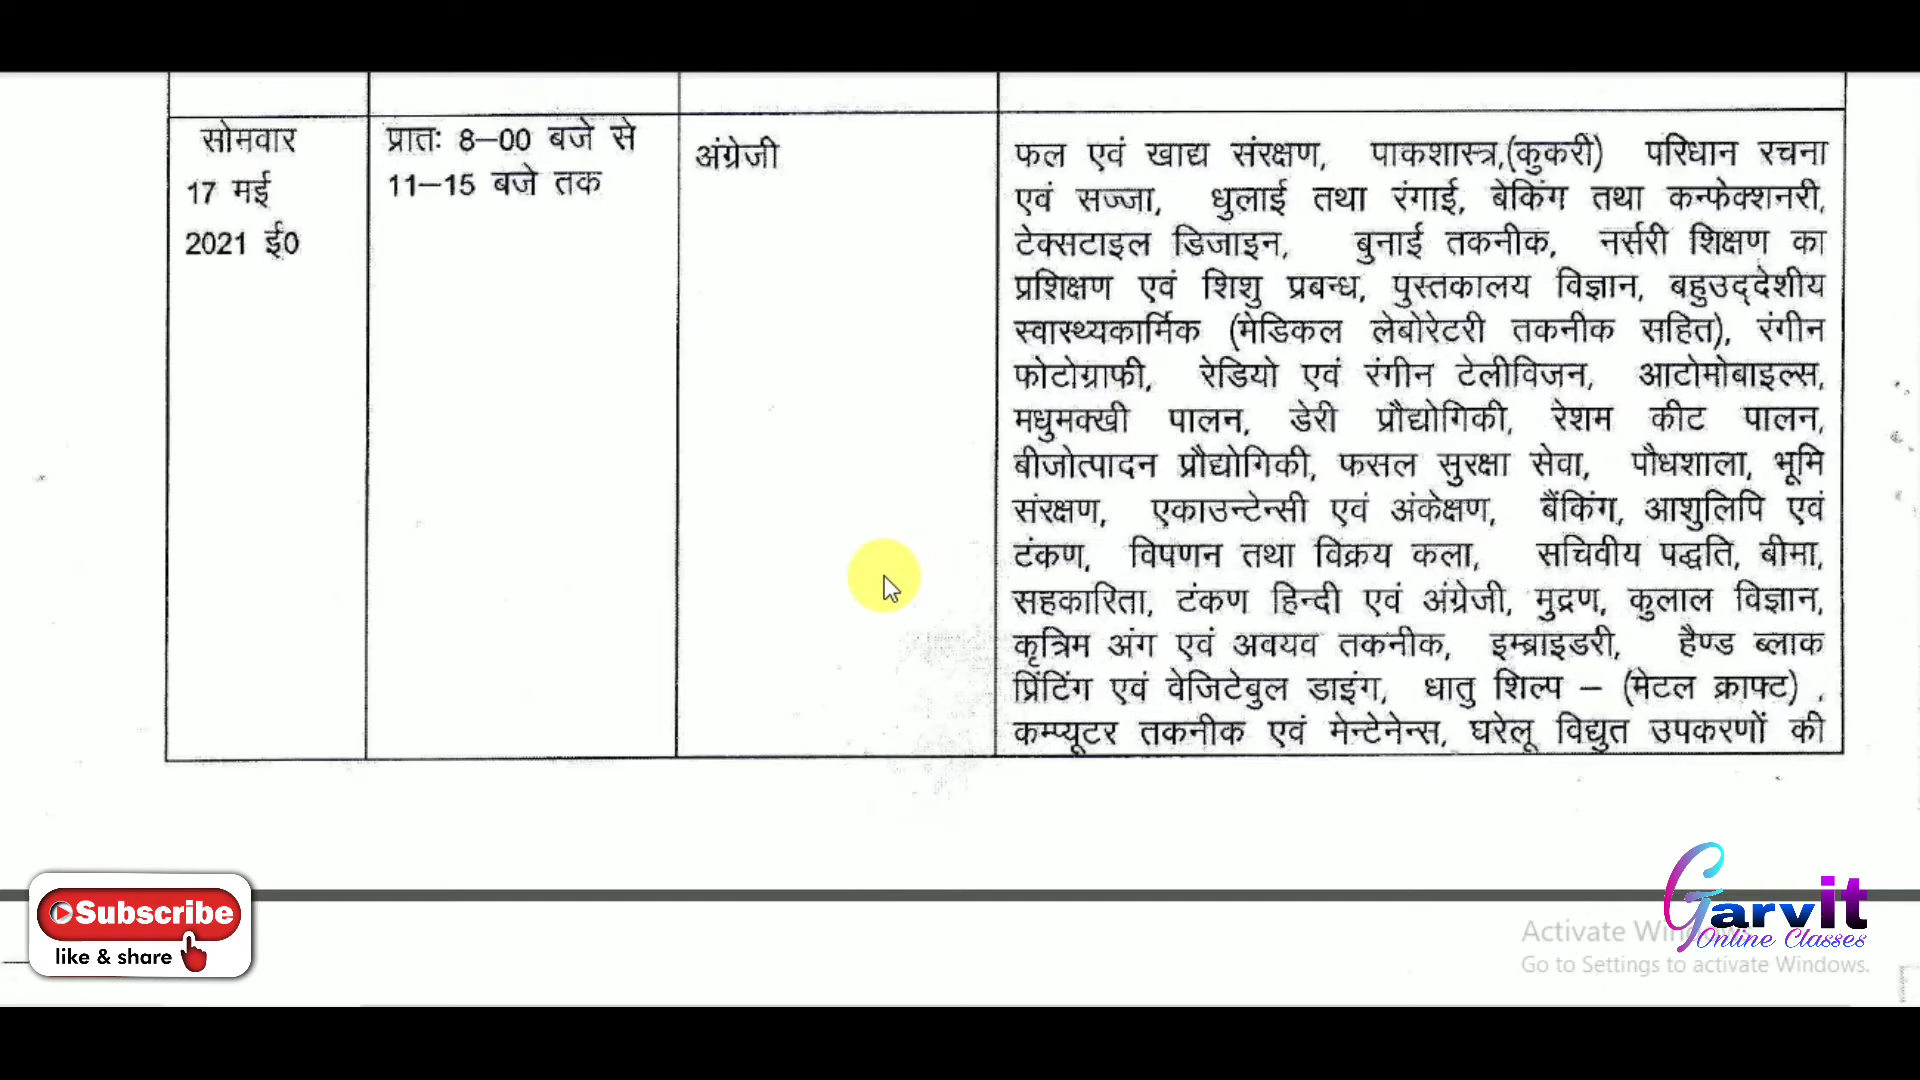 सोमवार
17 मई
2021 ई0
प्रातः 8–00 बजे से
11–15 बजे तक
अंग्रेजी
फल एवं खाद्य संरक्षण, पाकशास्त्र,(कुकरी) परिधान रचना
एवं सज्जा, धुलाई तथा रंगाई, बेकिंग तथा कन्फेक्शनरी,
टेक्सटाइल डिजाइन, बुनाई तकनीक, नर्सरी शिक्षण का
प्रशिक्षण एवं शिशु प्रबन्ध, पुस्तकालय विज्ञान, बहुउद्देशीय
स्वारथ्यकार्मिक (मेडिकल लेबोरेटरी तकनीक सहित), रंगीन
फोटोग्राफी, रेडियो एवं रंगीन टेलीविजन, आटोमोबाइल्स,
मधुमक्खी पालन, डेरी प्रौद्योगिकी, रेशम कीट पालन,
बीजोत्पादन प्रौद्योगिकी, फसल सुरक्षा सेवा, पौधशाला, भूमि
संरक्षण, एकाउन्टेन्सी एवं अंकेक्षण, बैंकिंग, आशुलिपि एवं
टंकण, विपणन तथा विक्रय कला, सचिवीय पद्धति, बीमा,
सहकारिता, टंकण हिन्दी एवं अंग्रेजी, मुद्रण, कुलाल विज्ञान,
कृत्रिम अंग एवं अवयव तकनीक, इम्ब्राइडरी, हैण्ड ब्लाक
प्रिंटिंग एवं वेजिटेबुल डाइंग, धातु शिल्प – (मेटल क्राफ्ट) ,
कम्प्यूटर तकनीक एवं मेन्टेनेन्स, घरेलू विद्युत उपकरणों की
Subscribe
like & share
Garvit
Online Classes
Activate Windows
Go to Settings to activate Windows.